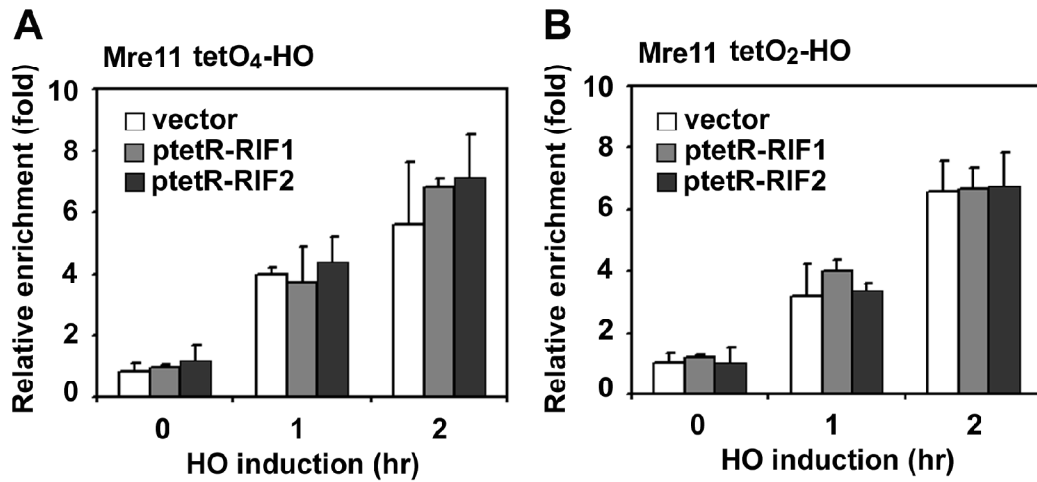 A
Mre11 tetO₄-HO
Relative enrichment (fold)
10
8
6
4
2
0
vector
ptetR-RIF1
ptetR-RIF2
0 1 2
HO induction (hr)
B
Mre11 tetO₂-HO
Relative enrichment (fold)
10
8
6
4
2
0
vector
ptetR-RIF1
ptetR-RIF2
0 1 2
HO induction (hr)